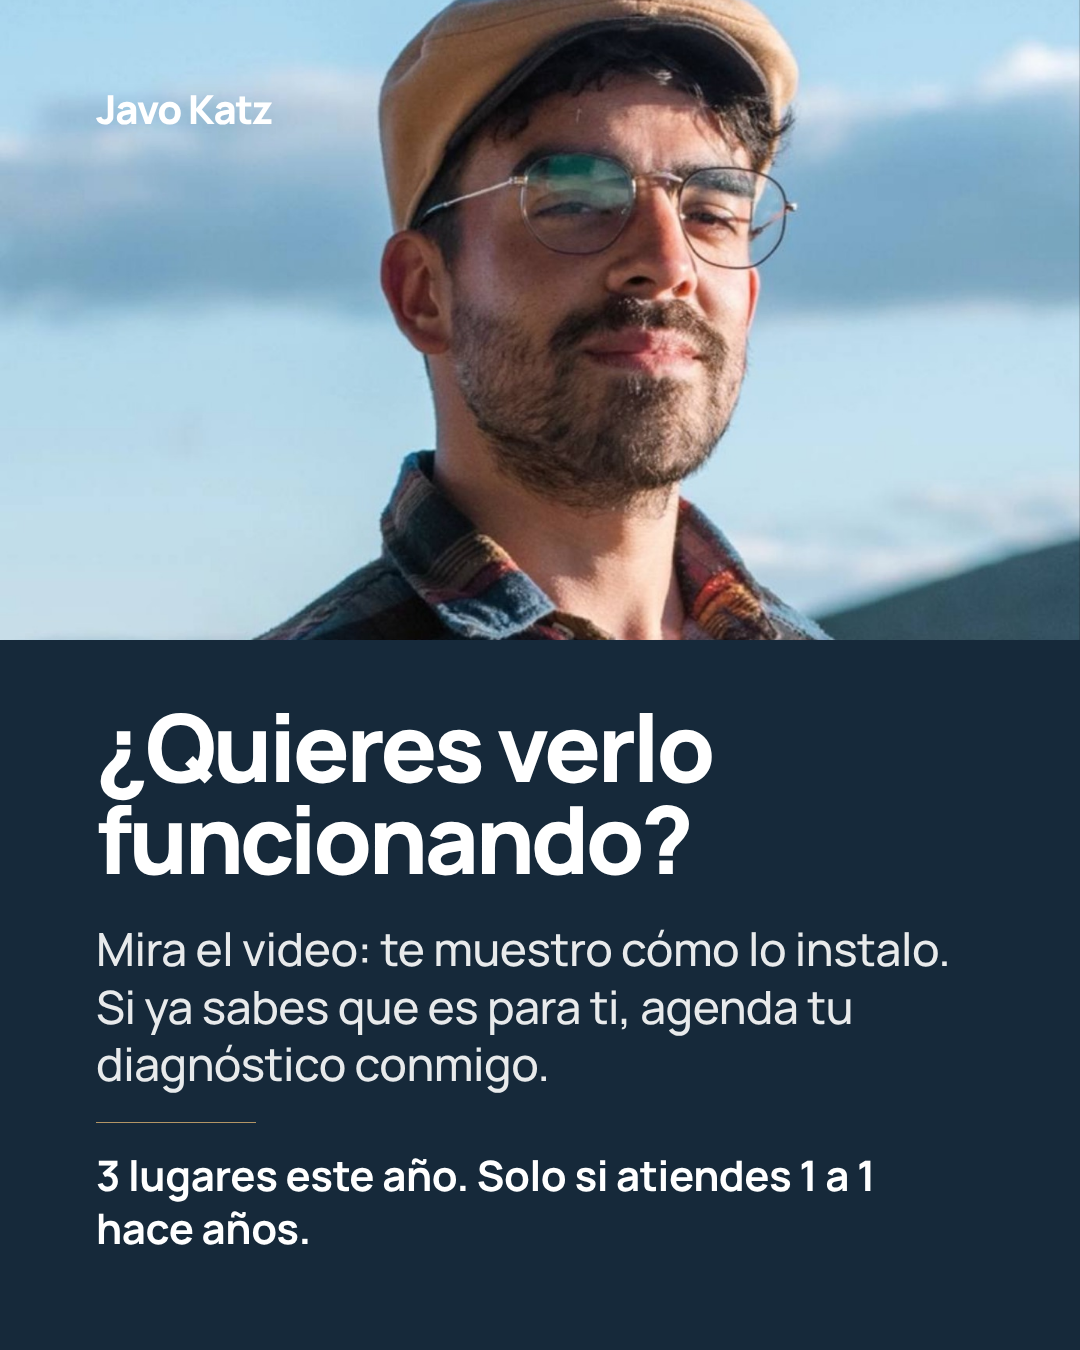 Javo Katz
¿Quieres verlo
funcionando?
Mira el video: te muestro cómo lo instalo.
Si ya sabes que es para ti, agenda tu
diagnóstico conmigo.
3 lugares este año. Solo si atiendes 1 a 1
hace años.